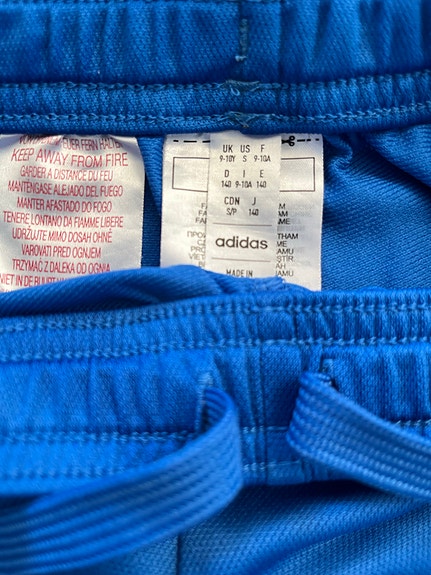 KEEP AWAY FROM FIRE
GARDER A DISTANCE DU FEU
MANTÉNGASE ALEJADO DEL FUEGO
MANTER AFASTADO DO FOGO
TENERE LONTANO DA FIAMME LIBERE
UDRŽUJTE MIMO DOSAH OHNĚ
VAROVATI PRED OGNJEM
TRZYMAĆ Z DALEKA OD OGNIA
UK US F
9-10Y S 9-10A
D I E
140 9-10A 140
CDN J
S/P 140
adidas
MADE IN